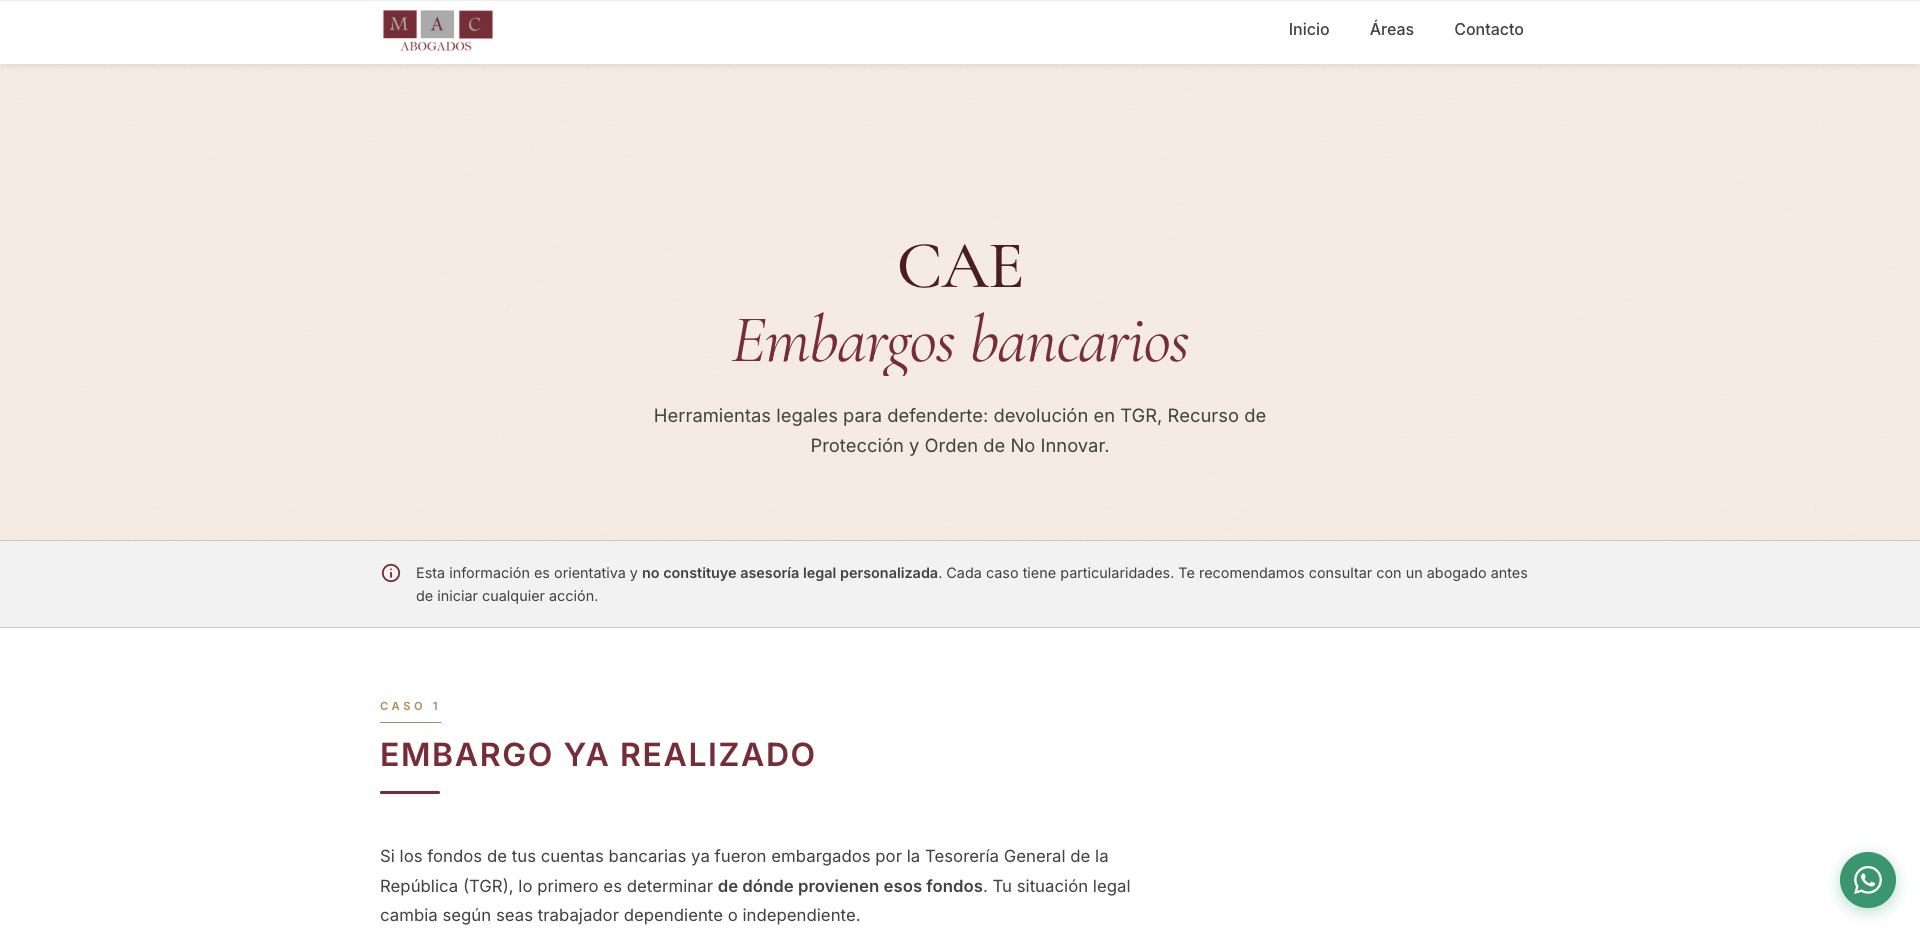 M A C
ABOGADOS
Inicio Áreas Contacto
CAE
Embargos bancarios
Herramientas legales para defenderte: devolución en TGR, Recurso de
Protección y Orden de No Innovar.
Esta información es orientativa y no constituye asesoría legal personalizada. Cada caso tiene particularidades. Te recomendamos consultar con un abogado antes
de iniciar cualquier acción.
CASO 1
EMBARGO YA REALIZADO
Si los fondos de tus cuentas bancarias ya fueron embargados por la Tesorería General de la
República (TGR), lo primero es determinar de dónde provienen esos fondos. Tu situación legal
cambia según seas trabajador dependiente o independiente.